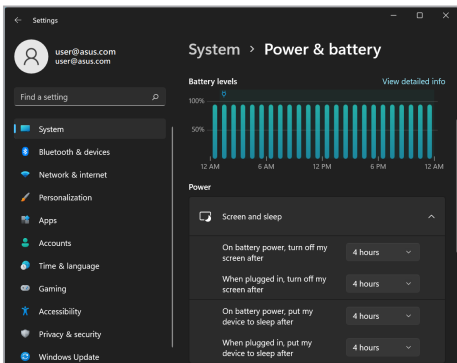 Settings
user@asus.com
user@asus.com
Find a setting
System
Bluetooth & devices
Network & internet
Personalization
Apps
Accounts
Time & language
Gaming
Accessibility
Privacy & security
Windows Update
System > Power & battery
Battery levels
View detailed info
100%
50%
12 AM 6 AM 12 PM 6 PM 12 AM
Power
Screen and sleep
On battery power, turn off my
screen after
4 hours
When plugged in, turn off my
screen after
4 hours
On battery power, put my
device to sleep after
4 hours
When plugged in, put my
device to sleep after
4 hours